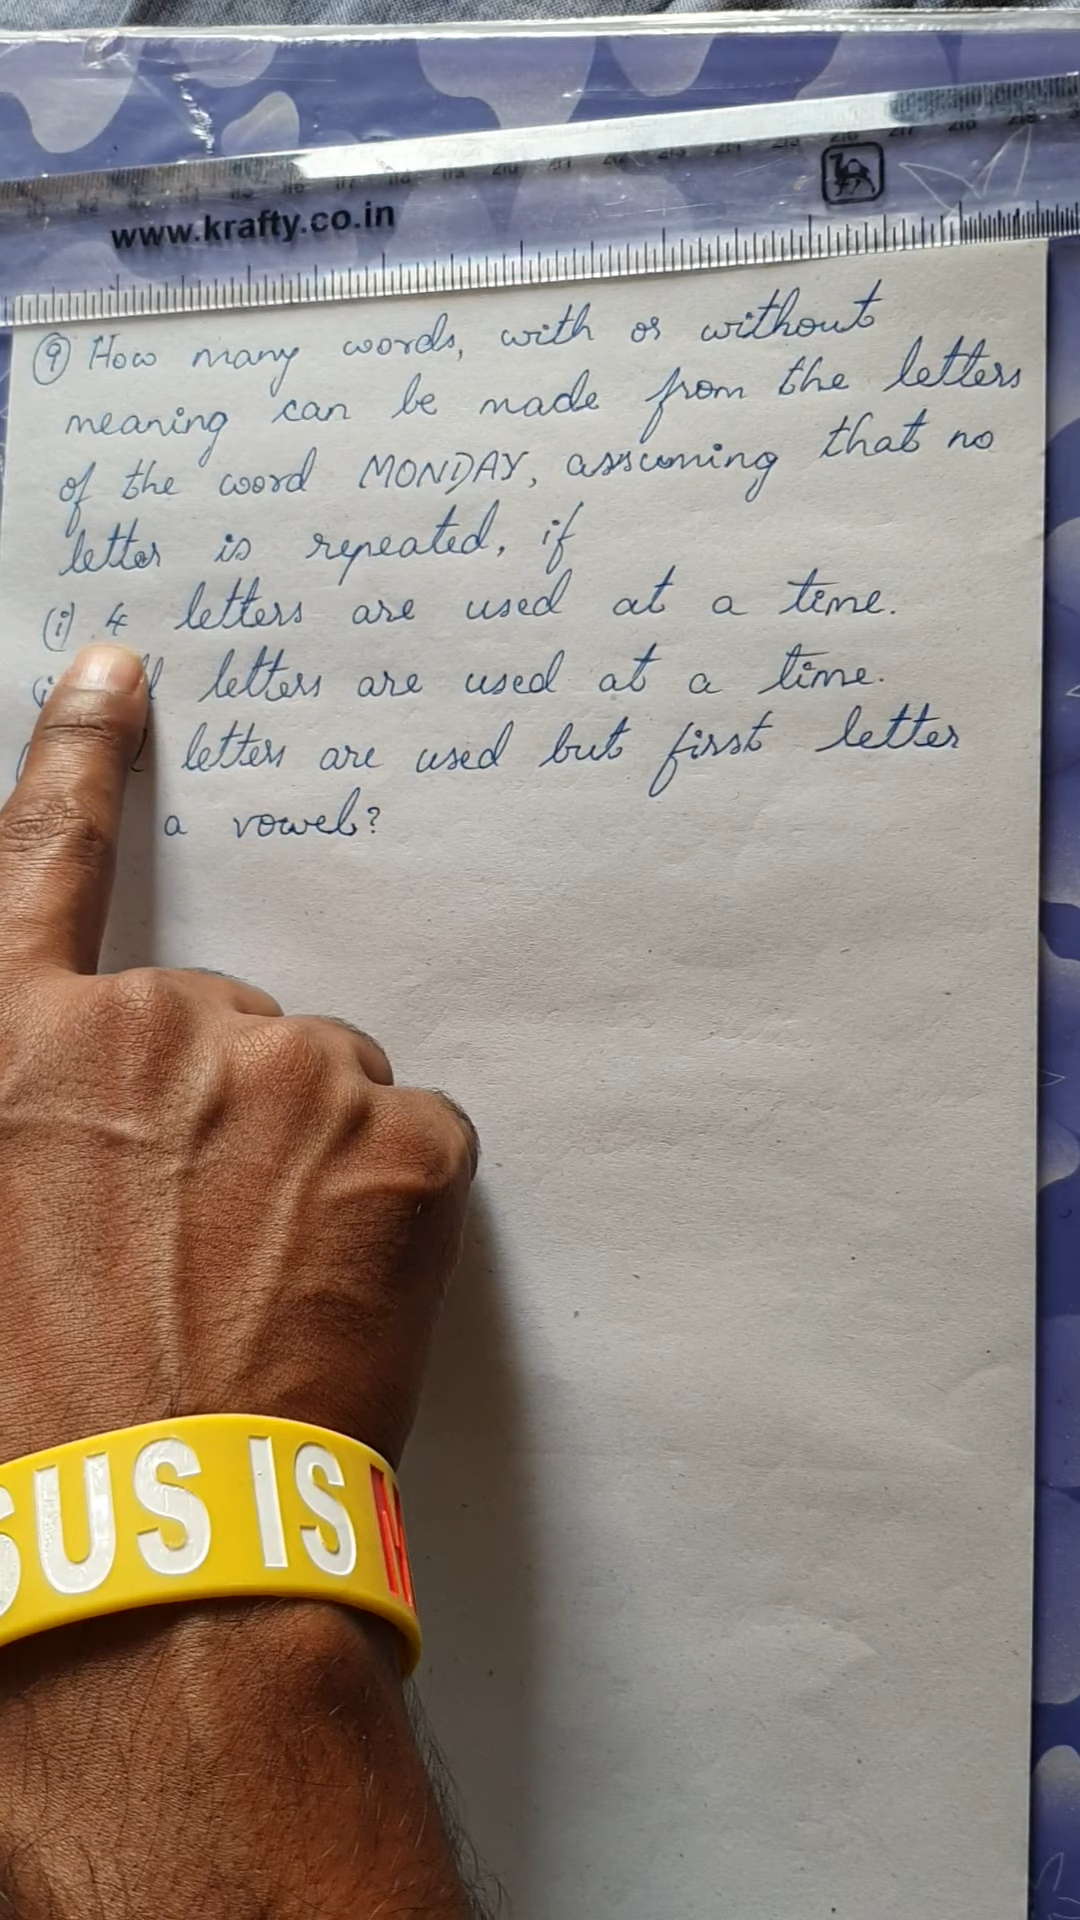 www.krafty.co.in
9 How many words, with or without
meaning can be made from the letters
of the word MONDAY, assuming that no
letter is repeated, if
(i) 4 letters are used at a time.
letters are used at a time.
letters are used but first letter
a vowel?
SUS IS